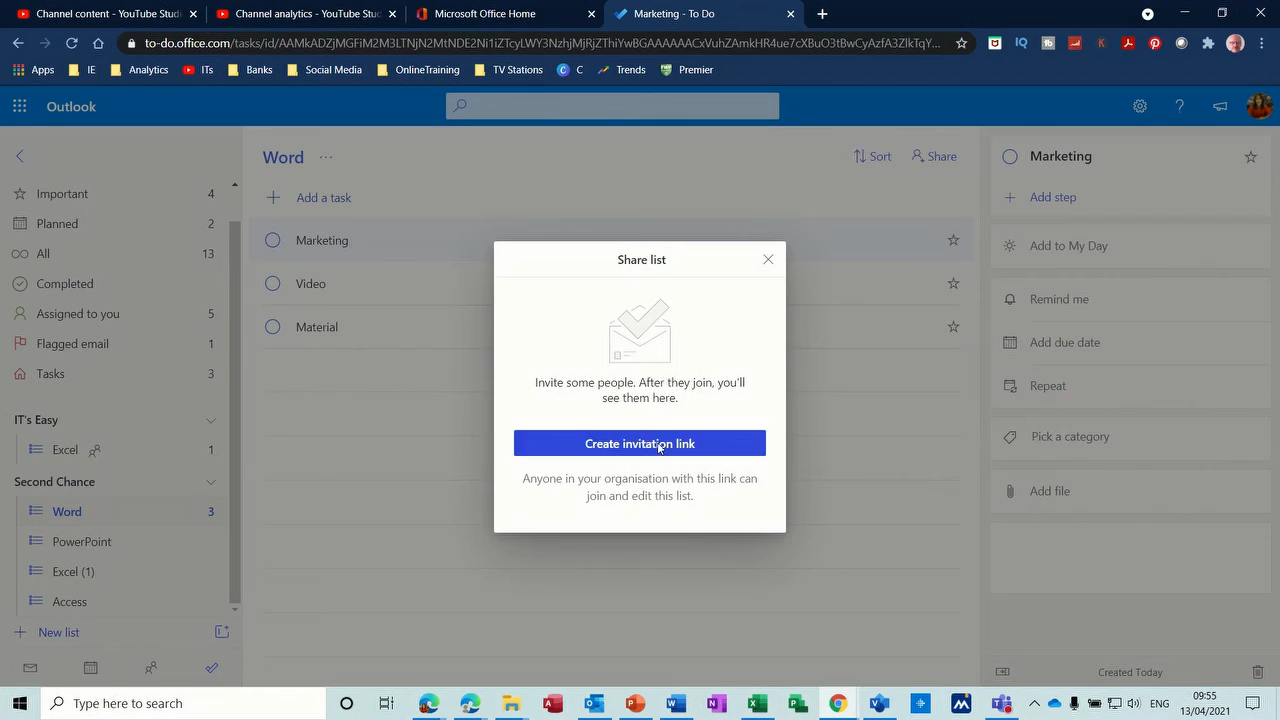 Channel content - YouTube Stud
Channel analytics - YouTube Stud
Microsoft Office Home
Marketing - To Do
to-do.office.com/tasks/id/
Apps
IE
Analytics
ITs
Banks
Social Media
OnlineTraining
TV Stations
C
Trends
Premier
Outlook
Important 4
Planned 2
All 13
Completed
Assigned to you 5
Flagged email 1
Tasks 3
IT's Easy
Excel 1
Second Chance
Word 3
PowerPoint
Excel (1)
Access
New list
Word
Sort
Share
Add a task
Marketing
Video
Material
Share list
Invite some people. After they join, you'll
see them here.
Create invitation link
Anyone in your organisation with this link can
join and edit this list.
Marketing
Add step
Add to My Day
Remind me
Add due date
Repeat
Pick a category
Add file
Created Today
Type here to search
ENG
09:55
13/04/2021